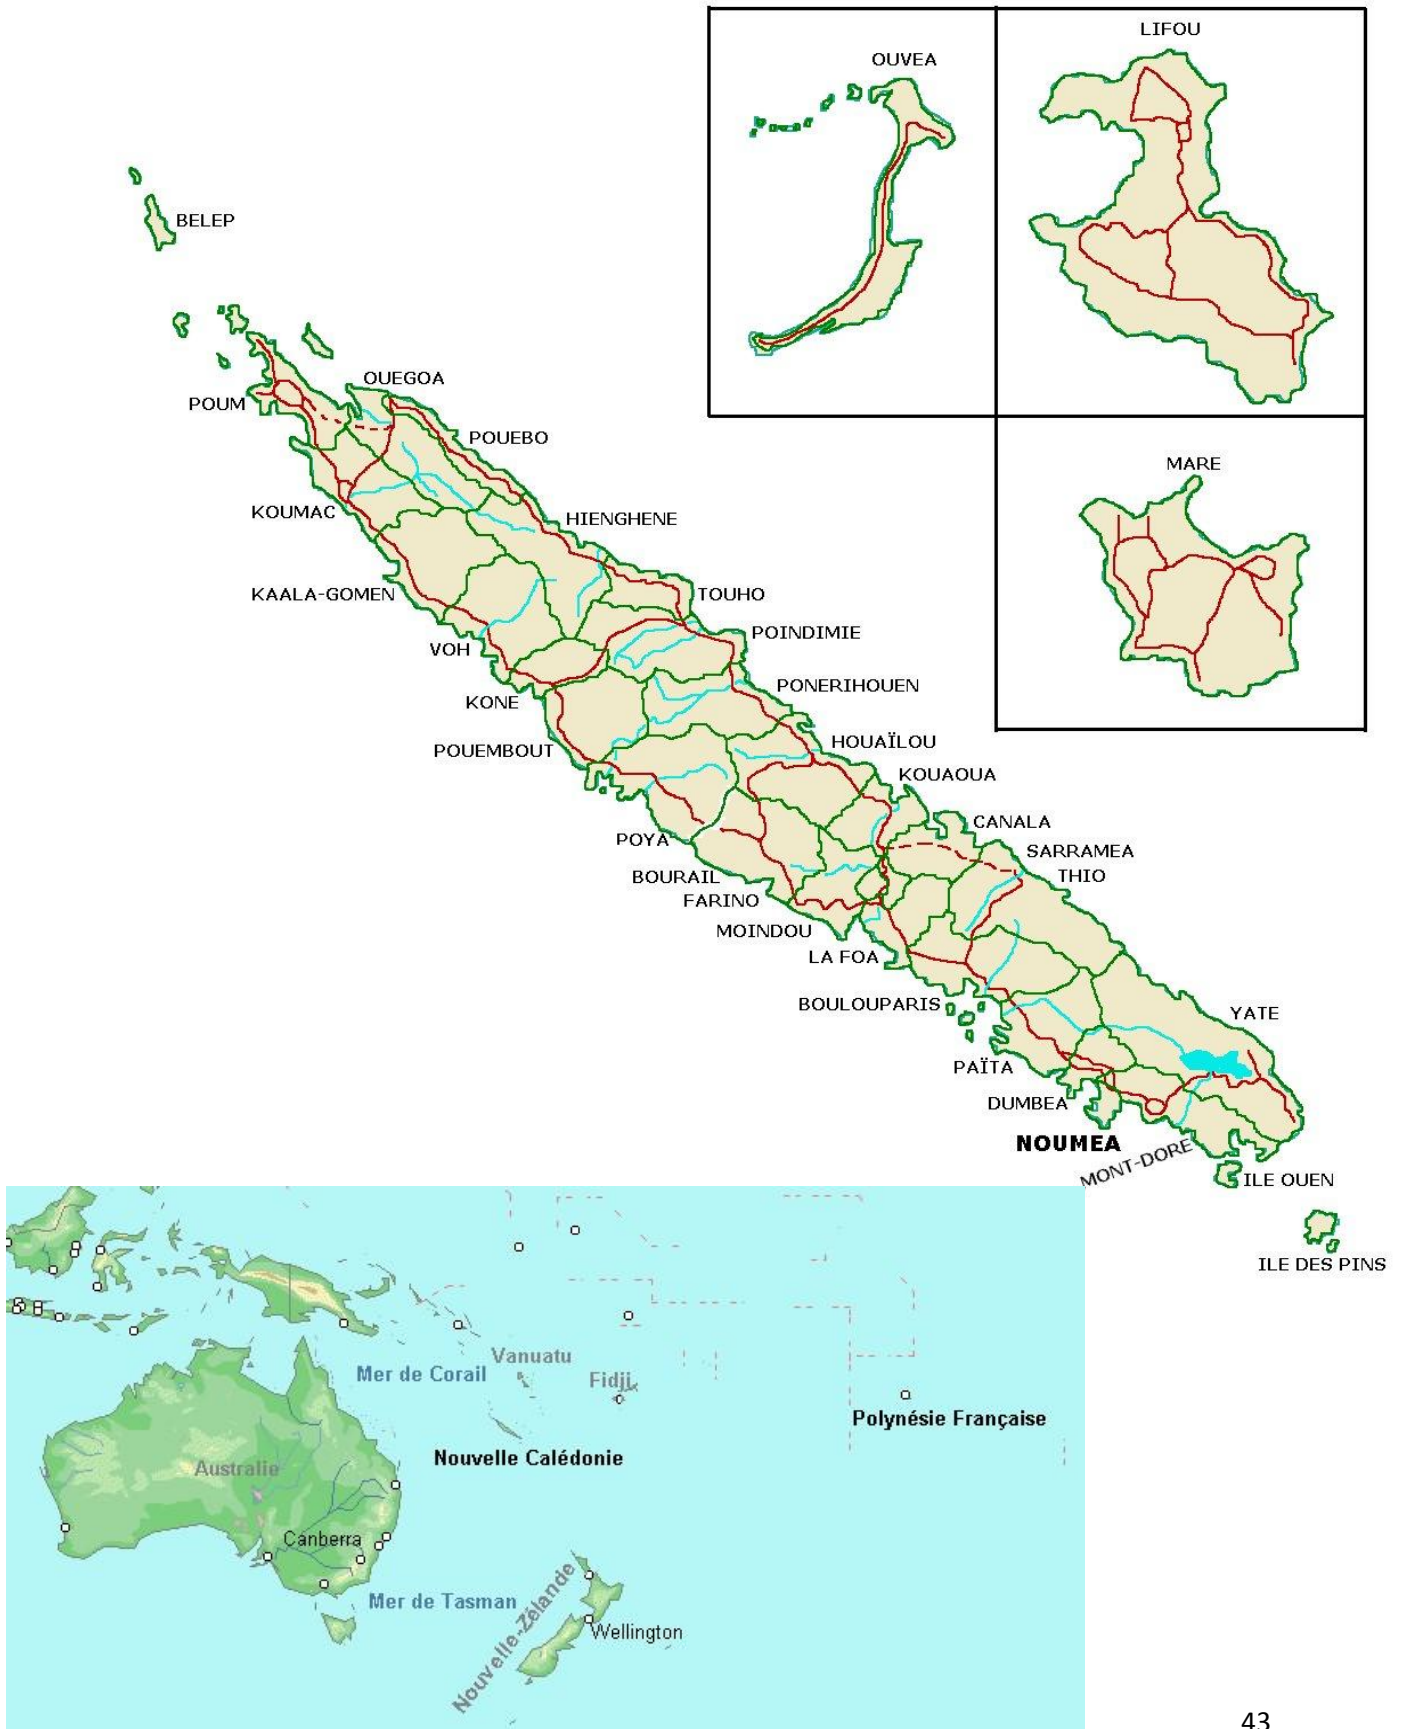 LIFOU
OUVEA
BELEP
OUEGOA
POUM
POUEBO
MARE
KOUMAC
HIENGHENE
KAALA-GOMEN
TOUHO
POINDIMIE
VOH
PONERIHOUEN
KONE
HOUAÏLOU
POUEMBOUT
KOUAOUA
CANALA
POYA
SARRAMEA
BOURAIL
THIO
FARINO
MOINDOU
LA FOA
BOULOUPARIS
YATE
PAÏTA
DUMBEA
NOUMEA
MONT-DORE
ILE OUEN
ILE DES PINS
Vanuatu
Mer de Corail
Fidji
Polynésie Française
Nouvelle Calédonie
Australie
Canberra
Mer de Tasman
Nouvelle-Zélande
Wellington
43